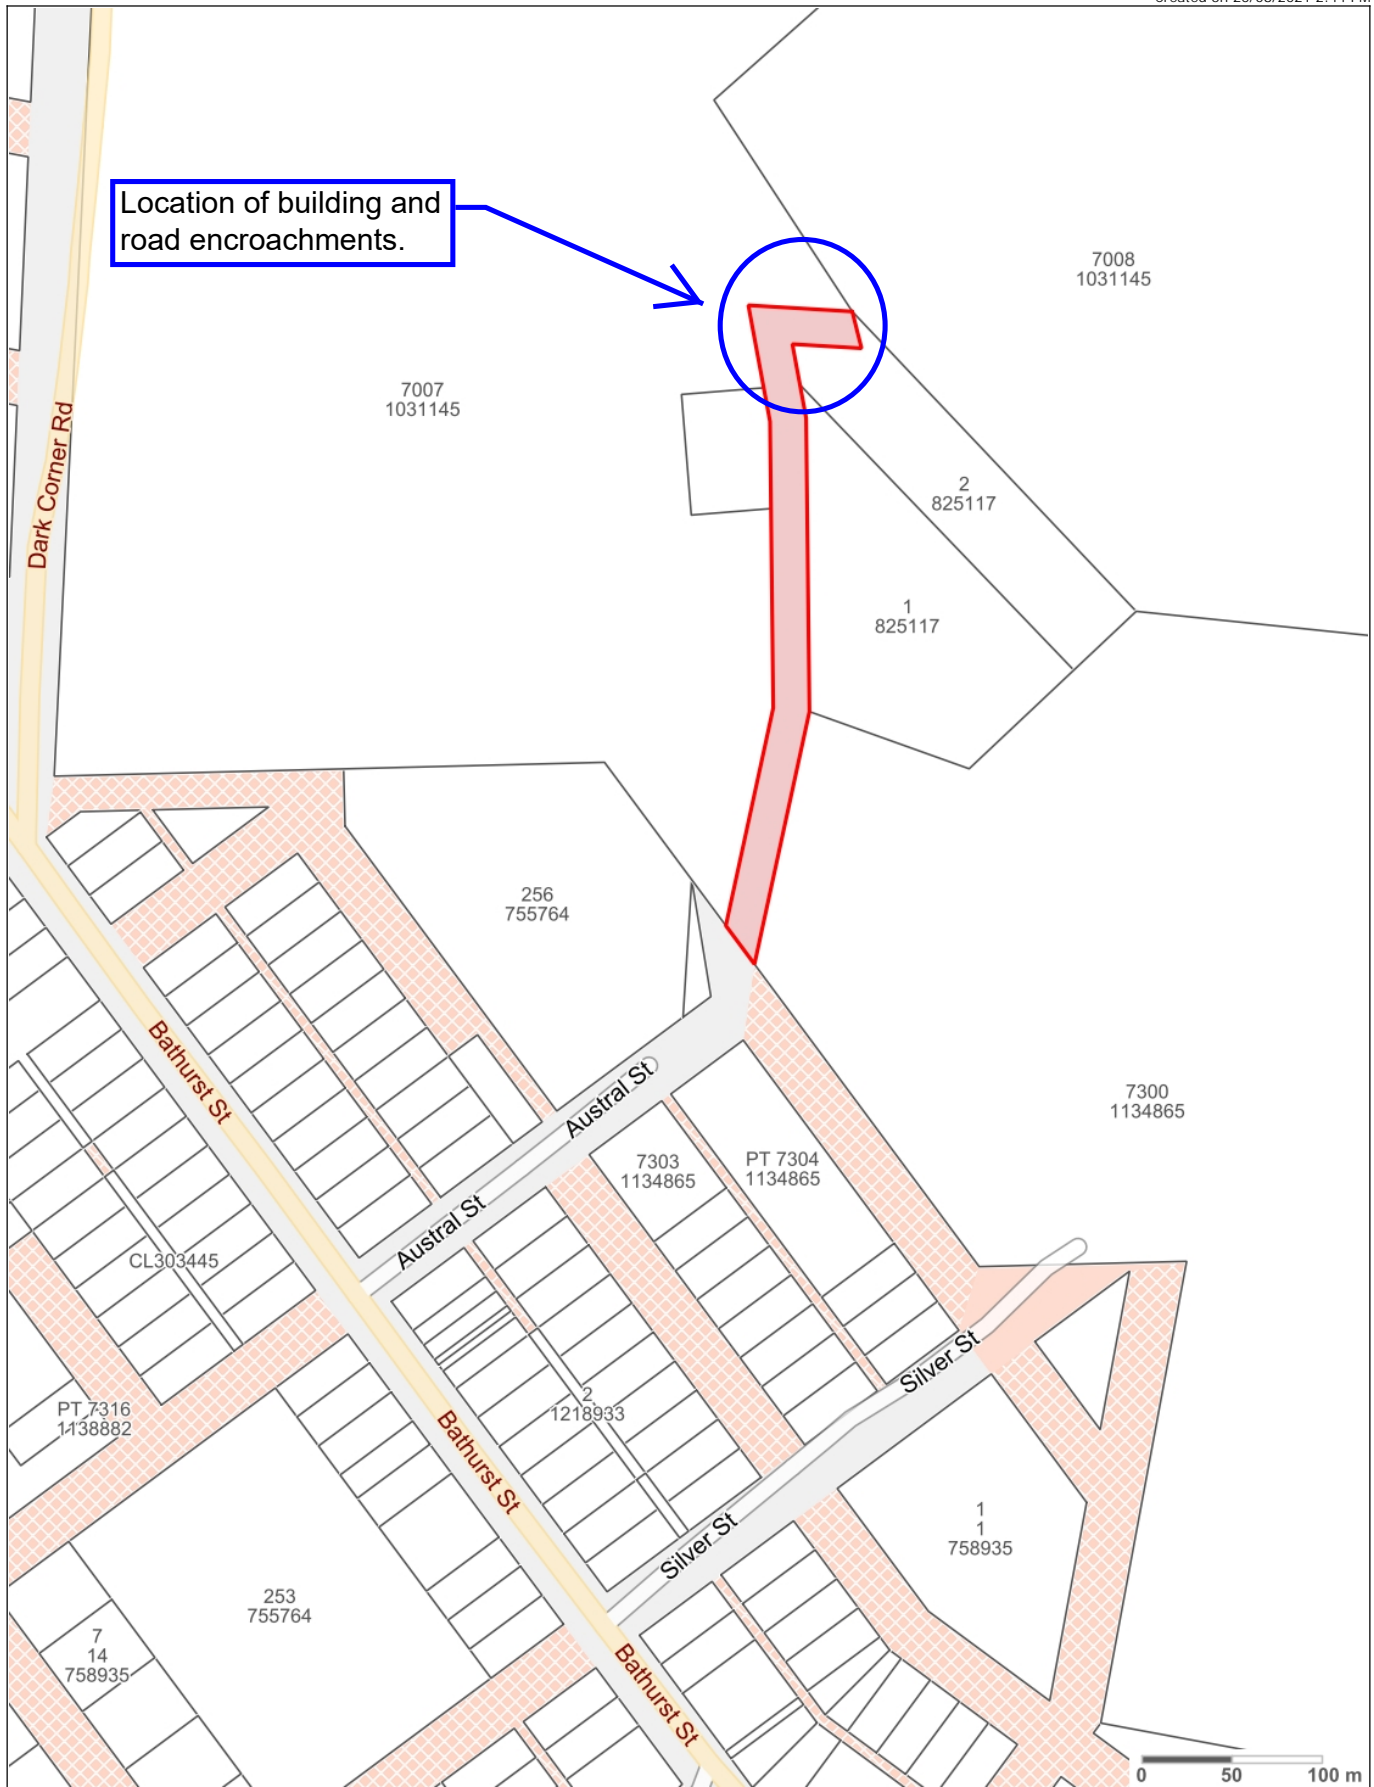 Location of building and
road encroachments.
7008
1031145
7007
1031145
Dark Corner Rd
2
825117
1
825117
256
755764
Bathurst St
Austral St
7300
1134865
7303
1134865
PT 7304
1134865
Austral St
CL303445
Silver St
2
1218933
PT 7316
1138882
Bathurst St
1
1
758935
Silver St
253
755764
7
14
758935
Bathurst St
0 50 100 m